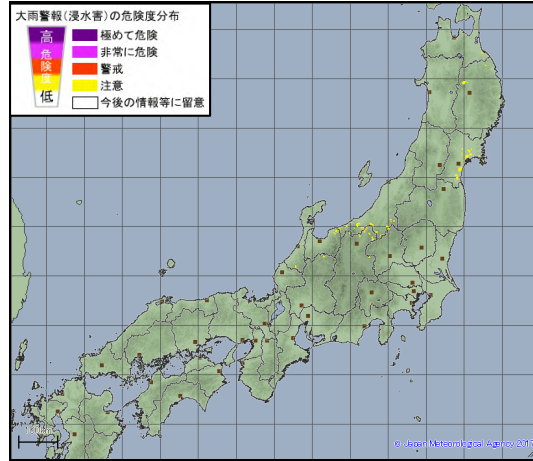 大雨警報(浸水害)の危険度分布
高 危険度 低
極めて危険
非常に危険
警戒
注意
今後の情報等に留意
100km
© Japan Meteorological Agency 2017